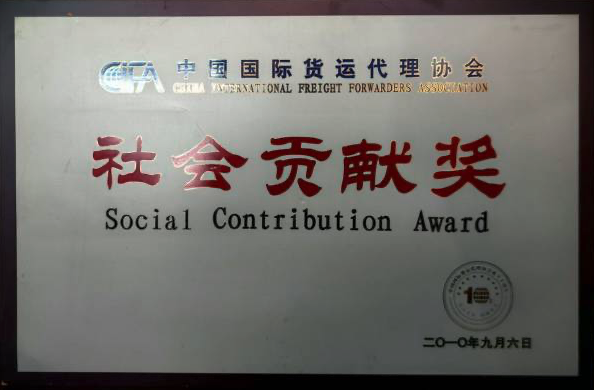 CIFA 中国国际货运代理协会
CHINA INTERNATIONAL FREIGHT FORWARDERS ASSOCIATION
社会贡献奖
Social Contribution Award
10
二〇一〇年九月六日